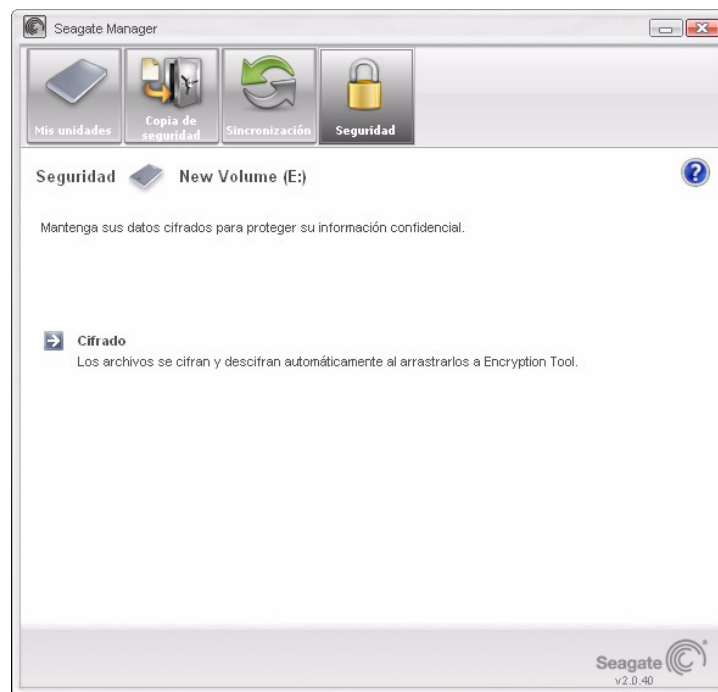 Seagate Manager
Mis unidades
Copia de
seguridad
Sincronización
Seguridad
Seguridad New Volume (E:)
?
Mantenga sus datos cifrados para proteger su información confidencial.
Cifrado
Los archivos se cifran y descifran automáticamente al arrastrarlos a Encryption Tool.
Seagate
v2.0.40